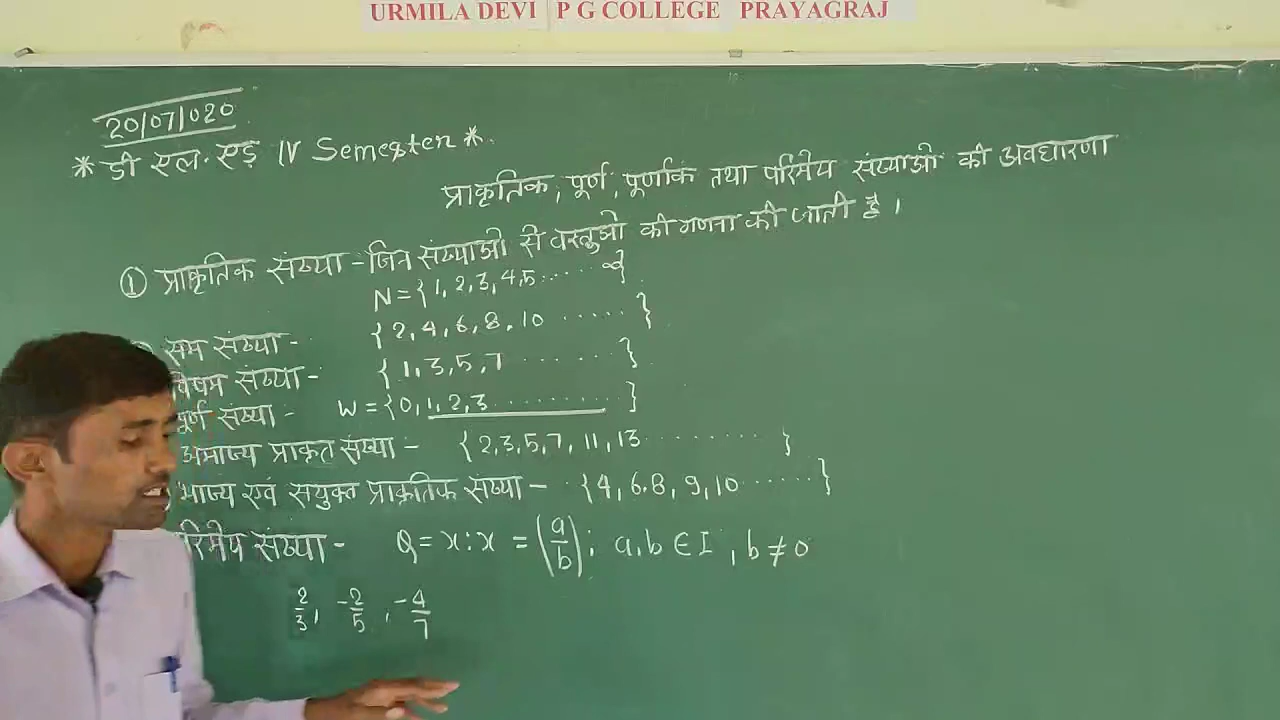 URMILA DEVI P G COLLEGE PRAYAGRAJ
20/07/020
* डी एल. एड़ IV Semester *.
प्राकृतिक, पूर्ण, पूर्णांक तथा परिमेय संख्याओ की अवधारणा
① प्राकृतिक संख्या - जिन संख्याओ से वस्तुओ की गणना की जाती है।
N = {1, 2, 3, 4, 5 ...... ∞}
सम संख्या - {2, 4, 6, 8, 10 ...... }
विषम संख्या - {1, 3, 5, 7 ........ }
पूर्ण संख्या - W = {0, 1, 2, 3 ........... }
अभाज्य प्राकृत संख्या - {2, 3, 5, 7, 11, 13 ......... }
भाज्य एवं सयुक्त प्राकृतिक संख्या - {4, 6, 8, 9, 10 ...... }
रिमेय संख्या - Q = x : x = (a/b) ; a, b ∈ I, b ≠ 0
2/3, -2/5, -4/7